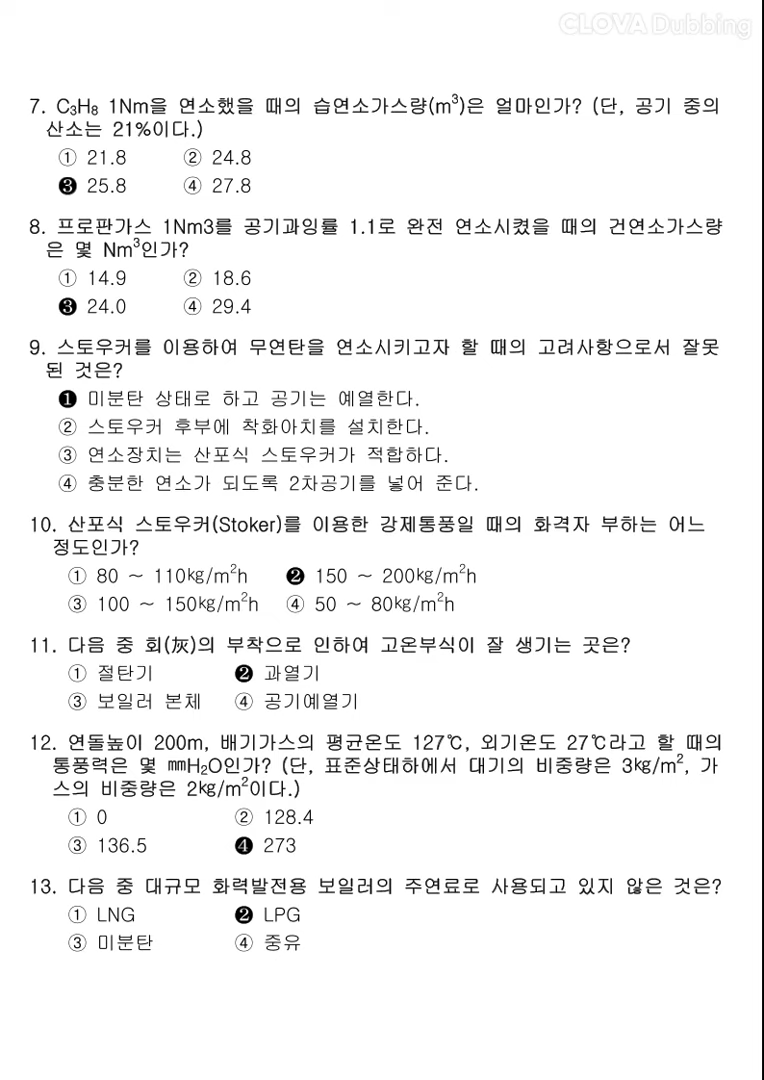 CLOVA Dubbing
7. C₃H₈ 1Nm을 연소했을 때의 습연소가스량(m³)은 얼마인가? (단, 공기 중의
산소는 21%이다.)
① 21.8 ② 24.8
❸ 25.8 ④ 27.8
8. 프로판가스 1Nm3를 공기과잉률 1.1로 완전 연소시켰을 때의 건연소가스량
은 몇 Nm³인가?
① 14.9 ② 18.6
❸ 24.0 ④ 29.4
9. 스토우커를 이용하여 무연탄을 연소시키고자 할 때의 고려사항으로서 잘못
된 것은?
❶ 미분탄 상태로 하고 공기는 예열한다.
② 스토우커 후부에 착화아치를 설치한다.
③ 연소장치는 산포식 스토우커가 적합하다.
④ 충분한 연소가 되도록 2차공기를 넣어 준다.
10. 산포식 스토우커(Stoker)를 이용한 강제통풍일 때의 화격자 부하는 어느
정도인가?
① 80 ~ 110㎏/m²h ❷ 150 ~ 200㎏/m²h
③ 100 ~ 150㎏/m²h ④ 50 ~ 80㎏/m²h
11. 다음 중 회(灰)의 부착으로 인하여 고온부식이 잘 생기는 곳은?
① 절탄기 ❷ 과열기
③ 보일러 본체 ④ 공기예열기
12. 연돌높이 200m, 배기가스의 평균온도 127℃, 외기온도 27℃라고 할 때의
통풍력은 몇 ㎜H₂O인가? (단, 표준상태하에서 대기의 비중량은 3㎏/m², 가
스의 비중량은 2㎏/m²이다.)
① 0 ② 128.4
③ 136.5 ❹ 273
13. 다음 중 대규모 화력발전용 보일러의 주연료로 사용되고 있지 않은 것은?
① LNG ❷ LPG
③ 미분탄 ④ 중유